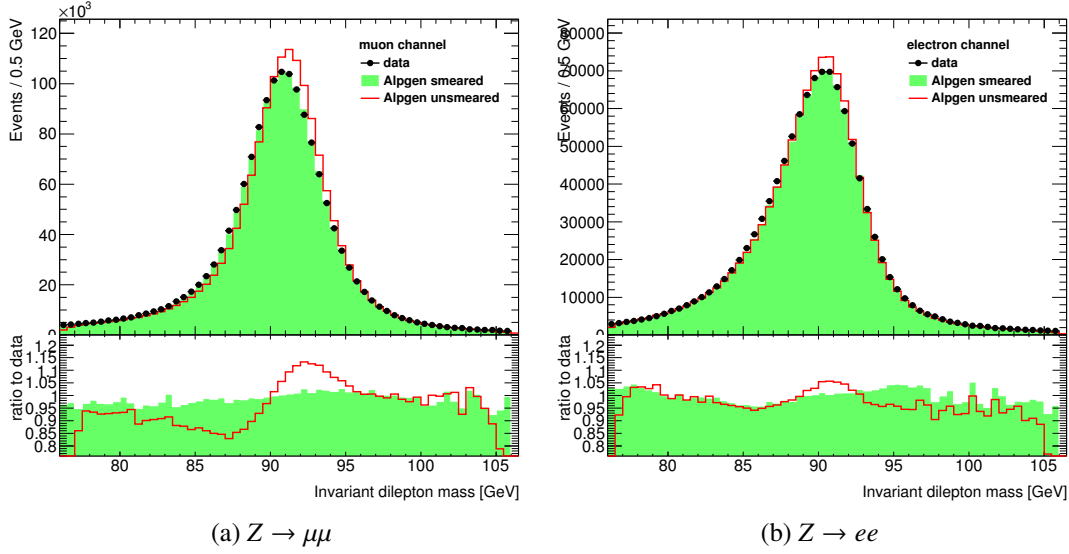 ×10³
Events / 0.5 GeV
120
100
80
60
40
20
0
muon channel
data
Alpgen smeared
Alpgen unsmeared
ratio to data
1.2
1.15
1.1
1.05
1
0.95
0.9
0.85
0.8
80 85 90 95 100 105
Invariant dilepton mass [GeV]
(a) Z → μμ
Events / 0.5 GeV
80000
70000
60000
50000
40000
30000
20000
10000
0
electron channel
data
Alpgen smeared
Alpgen unsmeared
ratio to data
1.2
1.15
1.1
1.05
1
0.95
0.9
0.85
0.8
80 85 90 95 100 105
Invariant dilepton mass [GeV]
(b) Z → ee